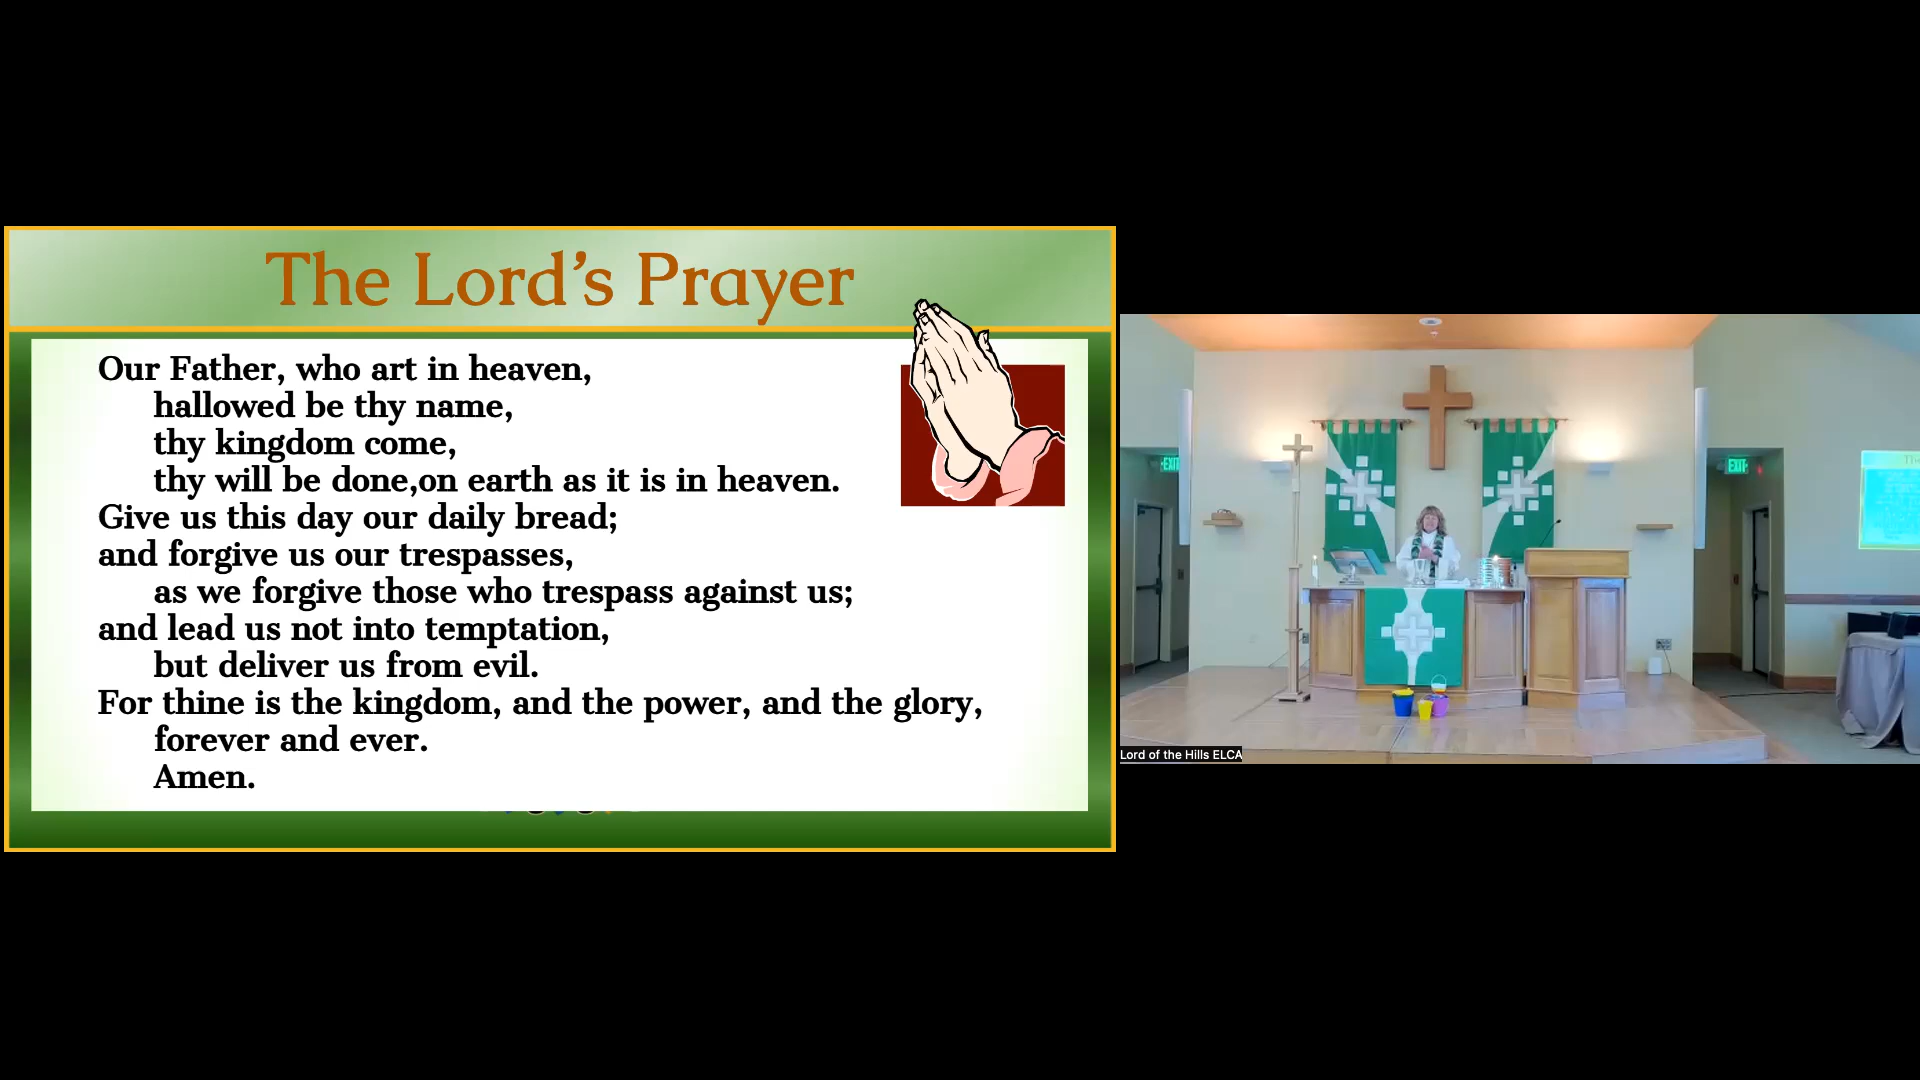 The Lord's Prayer
Our Father, who art in heaven,
hallowed be thy name,
thy kingdom come,
thy will be done,on earth as it is in heaven.
Give us this day our daily bread;
and forgive us our trespasses,
as we forgive those who trespass against us;
and lead us not into temptation,
but deliver us from evil.
For thine is the kingdom, and the power, and the glory,
forever and ever.
Amen.
EXIT
EXIT
Lord of the Hills ELCA